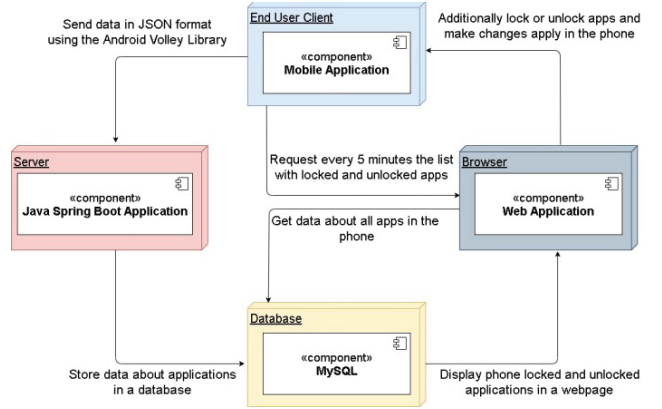 Send data in JSON format
using the Android Volley Library
End User Client
«component»
Mobile Application
Additionally lock or unlock apps and
make changes apply in the phone
Server
«component»
Java Spring Boot Application
Request every 5 minutes the list
with locked and unlocked apps
Browser
«component»
Web Application
Get data about all apps in the
phone
Database
«component»
MySQL
Store data about applications
in a database
Display phone locked and unlocked
applications in a webpage